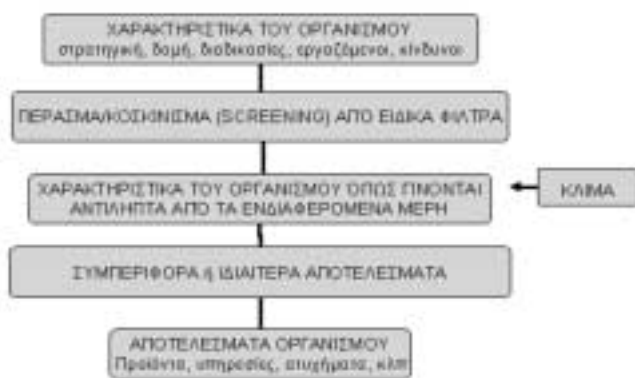 ΧΑΡΑΚΤΗΡΙΣΤΙΚΑ ΤΟΥ ΟΡΓΑΝΙΣΜΟΥ
στρατηγική, δομή, διαδικασίες, εργαζόμενοι, κίνδυνοι
ΠΕΡΑΣΜΑ/ΚΟΣΚΙΝΙΣΜΑ (SCREENING) ΑΠΟ ΕΙΔΙΚΑ ΦΙΛΤΡΑ
ΧΑΡΑΚΤΗΡΙΣΤΙΚΑ ΤΟΥ ΟΡΓΑΝΙΣΜΟΥ ΌΠΩΣ ΓΙΝΟΝΤΑΙ
ΑΝΤΙΛΗΠΤΑ ΑΠΟ ΤΑ ΕΝΔΙΑΦΕΡΟΜΕΝΑ ΜΕΡΗ
ΚΛΙΜΑ
ΣΥΜΠΕΡΙΦΟΡΑ ή ΙΔΙΑΙΤΕΡΑ ΑΠΟΤΕΛΕΣΜΑΤΑ
ΑΠΟΤΕΛΕΣΜΑΤΑ ΟΡΓΑΝΙΣΜΟΥ
Προϊόντα, υπηρεσίες, ατυχήματα, κλπ